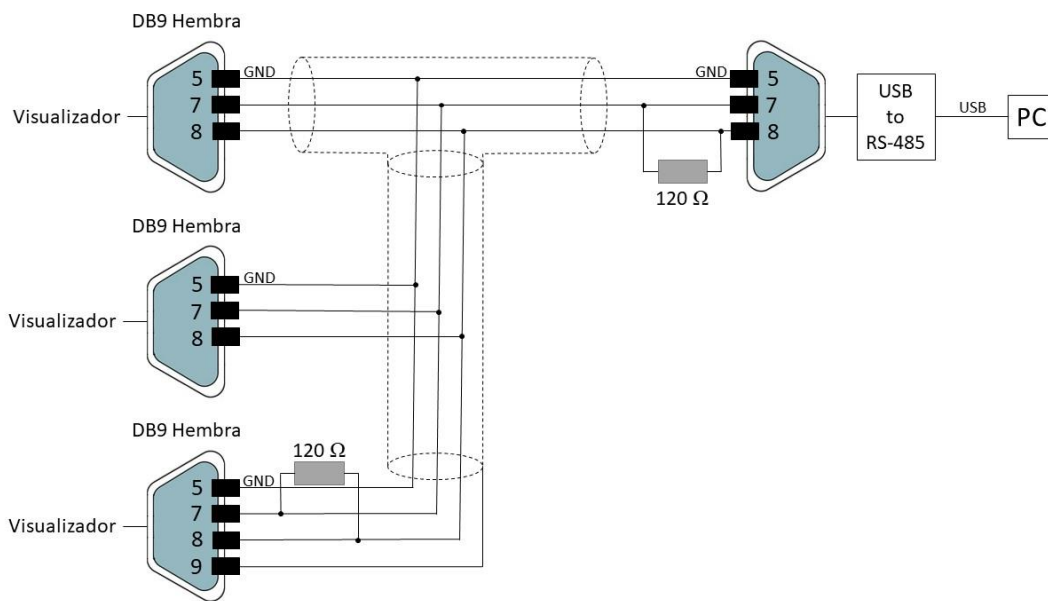 DB9 Hembra
Visualizador
5
GND
7
8
GND
5
7
8
120 Ω
USB
to
RS-485
USB
PC
DB9 Hembra
Visualizador
5
GND
7
8
DB9 Hembra
Visualizador
120 Ω
5
GND
7
8
9